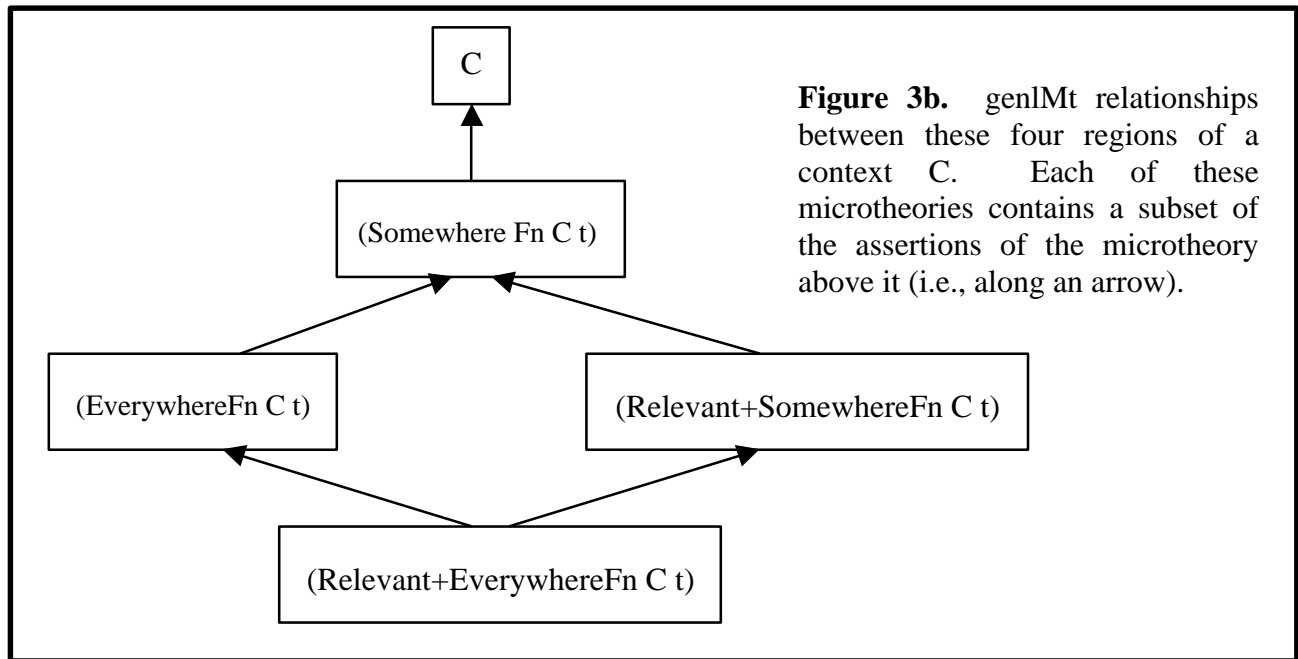 C
Figure 3b. genlMt relationships
between these four regions of a
context C. Each of these
microtheories contains a subset of
the assertions of the microtheory
above it (i.e., along an arrow).
(Somewhere Fn C t)
(EverywhereFn C t)
(Relevant+SomewhereFn C t)
(Relevant+EverywhereFn C t)